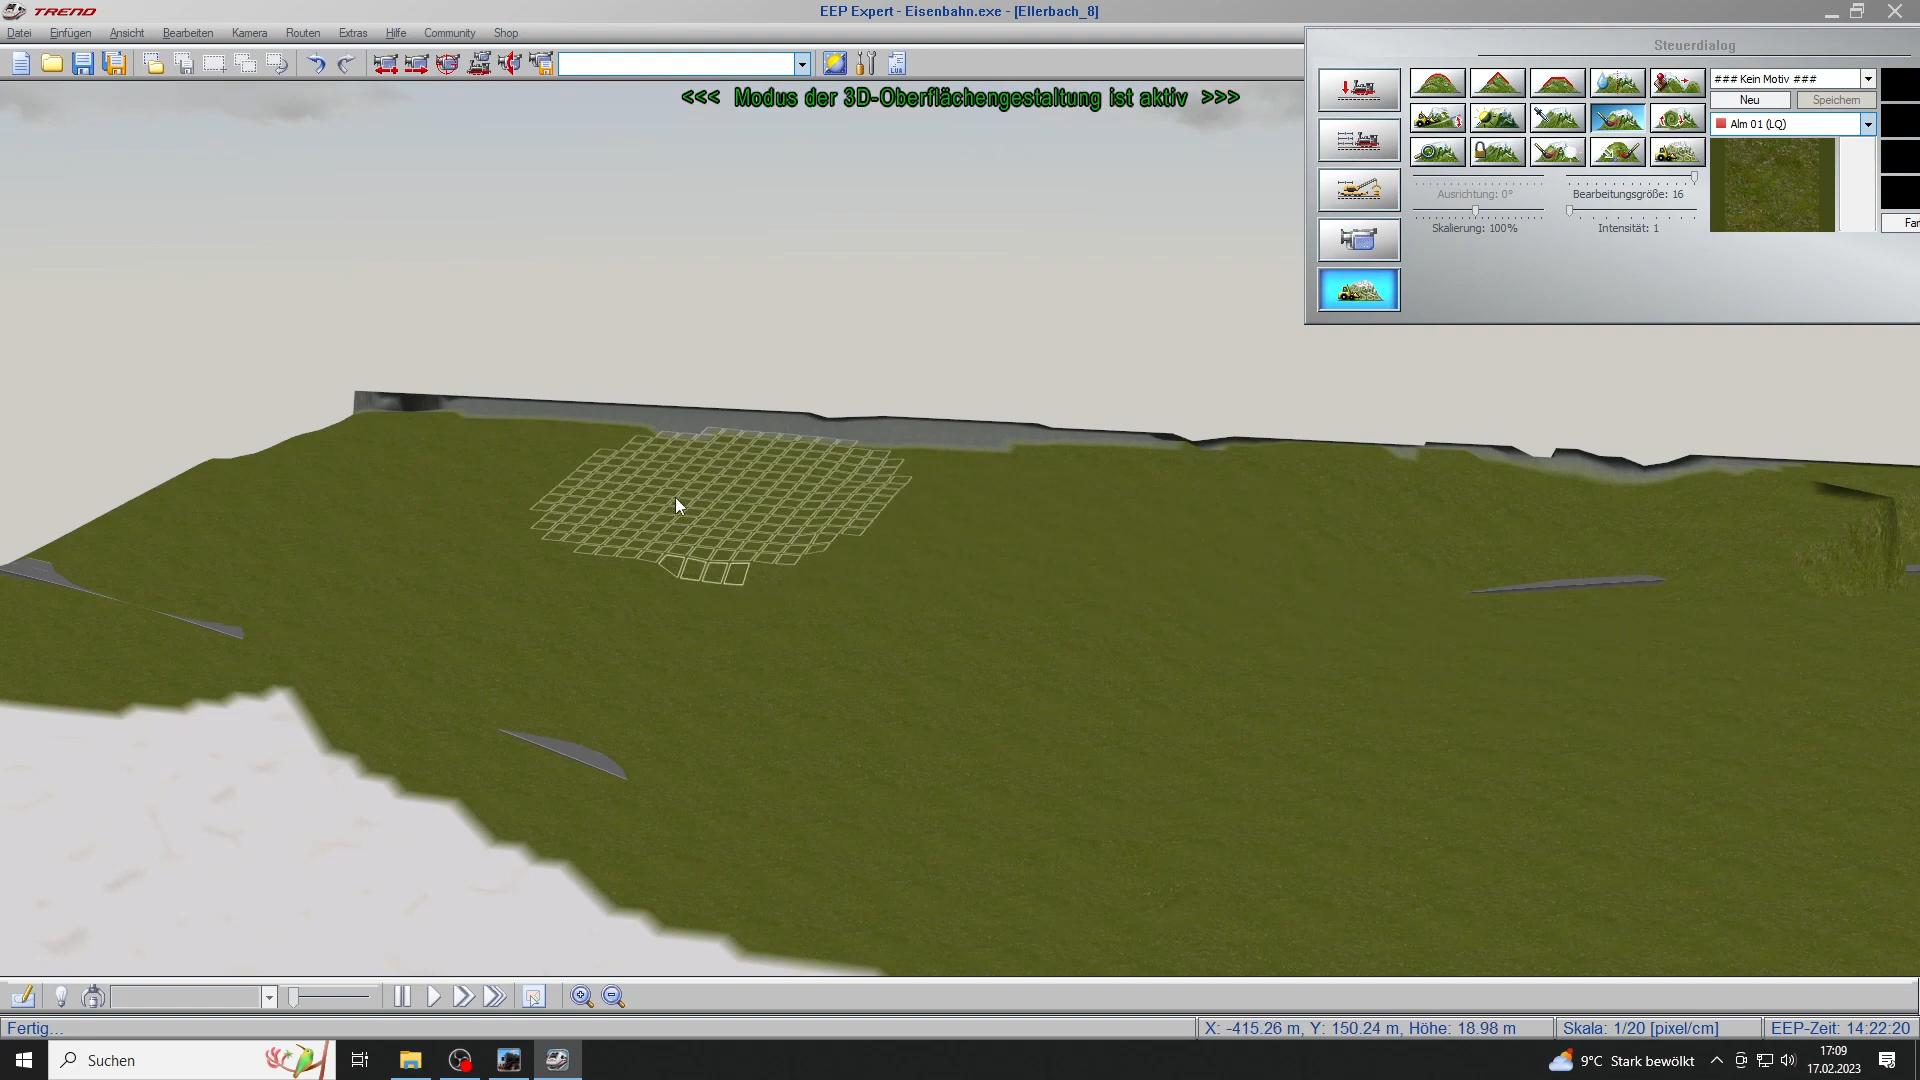 TREND
EEP Expert - Eisenbahn.exe - [Ellerbach_8]
Datei Einfügen Ansicht Bearbeiten Kamera Routen Extras Hilfe Community Shop
<<< Modus der 3D-Oberflächengestaltung ist aktiv >>>
Steuerdialog
### Kein Motiv ###
Neu Speichern
Alm 01 (LQ)
Ausrichtung: 0° Bearbeitungsgröße: 16
Skalierung: 100% Intensität: 1
Far
LUA
Fertig...
X: -415.26 m, Y: 150.24 m, Höhe: 18.98 m
Skala: 1/20 [pixel/cm]
EEP-Zeit: 14:22:20
Suchen
9°C Stark bewölkt
17:09
17.02.2023